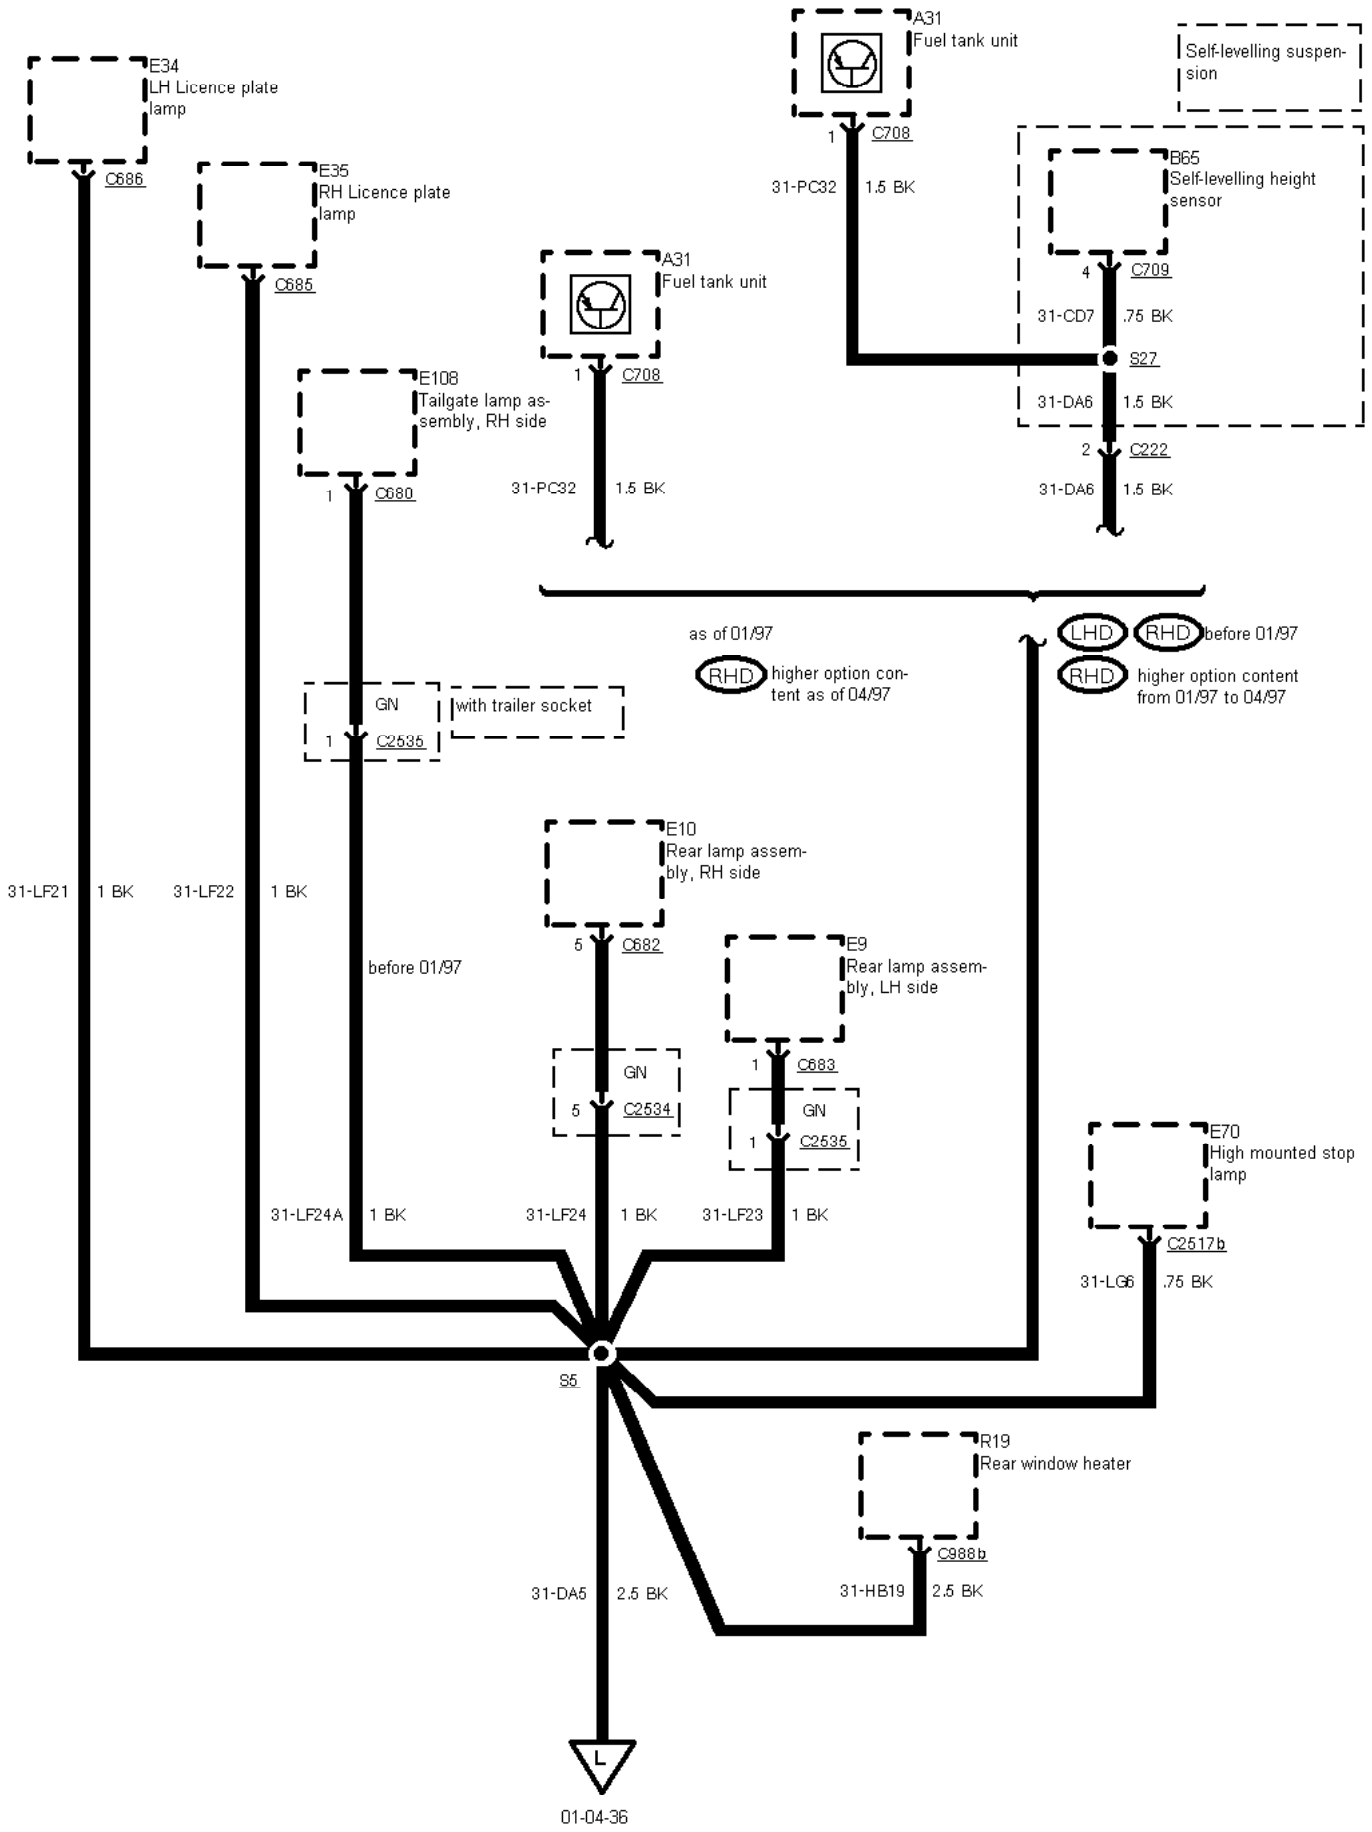 A31
Fuel tank unit
1
C708
31-PC32
1.5 BK
Self-levelling suspen-
sion
E34
LH Licence plate
lamp
C686
E35
RH Licence plate
lamp
C685
B65
Self-levelling height
sensor
4
C709
31-CD7
.75 BK
S27
31-DA6
1.5 BK
2
C222
31-DA6
1.5 BK
A31
Fuel tank unit
1
C708
31-PC32
1.5 BK
E108
Tailgate lamp as-
sembly, RH side
1
C680
as of 01/97
RHD
higher option con-
tent as of 04/97
LHD
RHD
before 01/97
RHD
higher option content
from 01/97 to 04/97
GN
1
C2535
with trailer socket
E10
Rear lamp assem-
bly, RH side
5
C682
31-LF21
1 BK
31-LF22
1 BK
before 01/97
E9
Rear lamp assem-
bly, LH side
1
C683
GN
5
C2534
GN
1
C2535
E70
High mounted stop
lamp
C2517b
31-LF24A
1 BK
31-LF24
1 BK
31-LF23
1 BK
31-LG6
.75 BK
S5
R19
Rear window heater
C988b
31-DA5
2.5 BK
31-HB19
2.5 BK
L
01-04-36